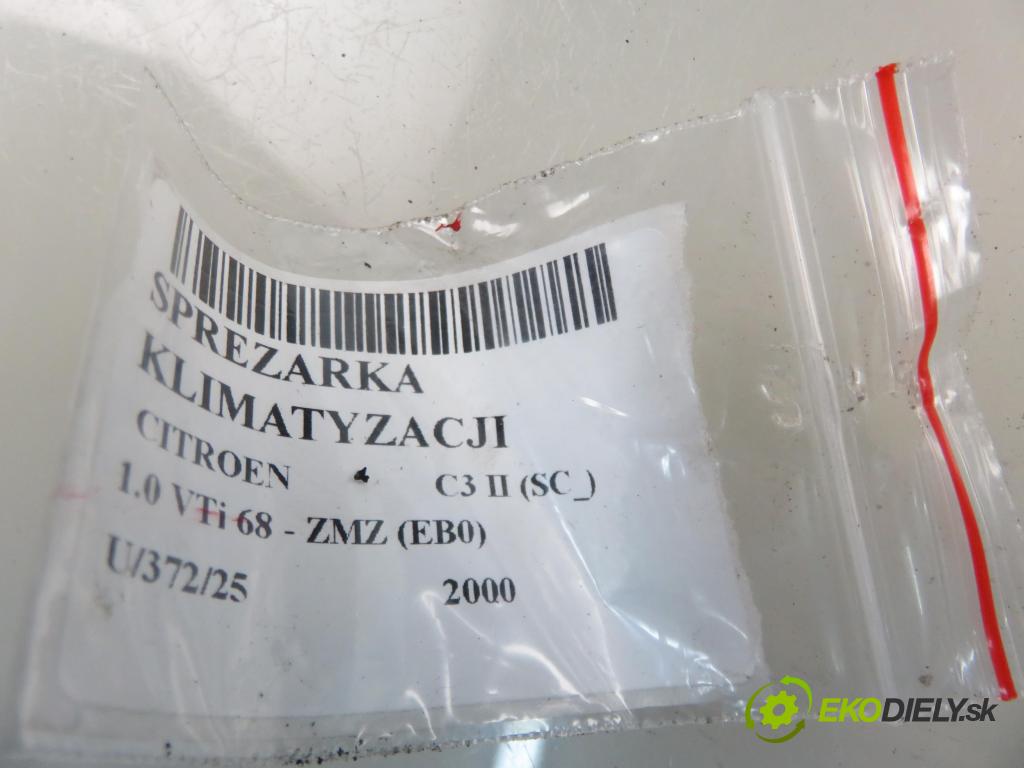 SPREZARKA
KLIMATYZACJI
CITROEN C3 II (SC_)
1.0 VTi 68 - ZMZ (EB0)
U/372/25 2000
EKODIELY.sk